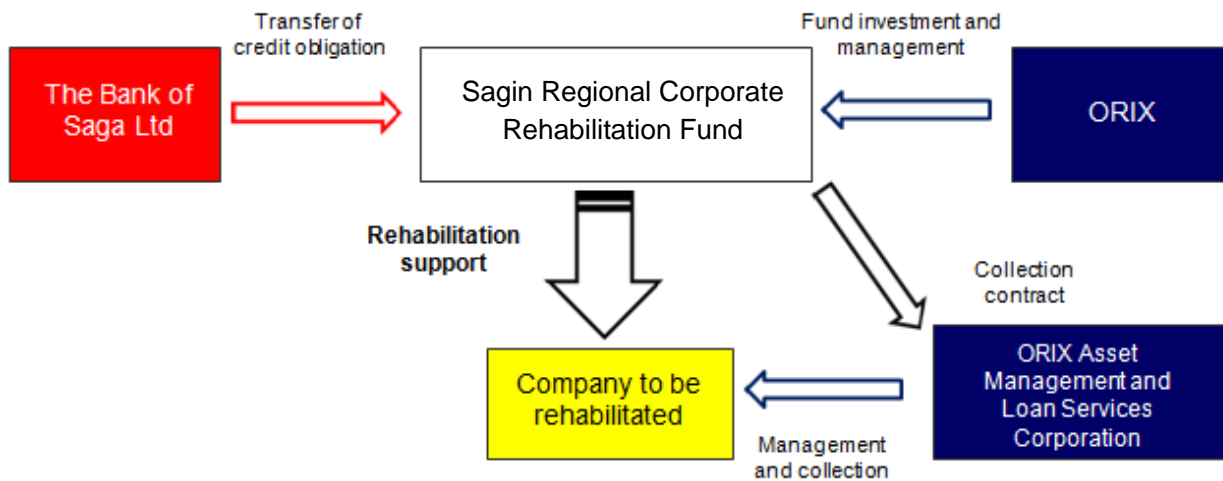 Transfer of
credit obligation
Fund investment and
management
The Bank of
Saga Ltd
Sagin Regional Corporate
Rehabilitation Fund
ORIX
Rehabilitation
support
Collection
contract
Company to be
rehabilitated
ORIX Asset
Management and
Loan Services
Corporation
Management
and collection